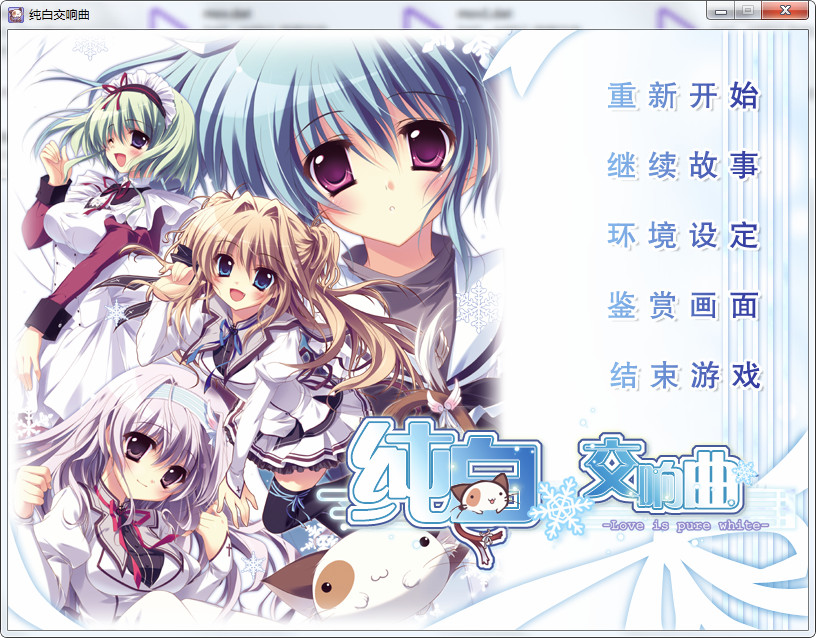 纯白交响曲
重新开始
继续故事
环境设定
鉴赏画面
结束游戏
纯白交响曲
-Love is pure white-